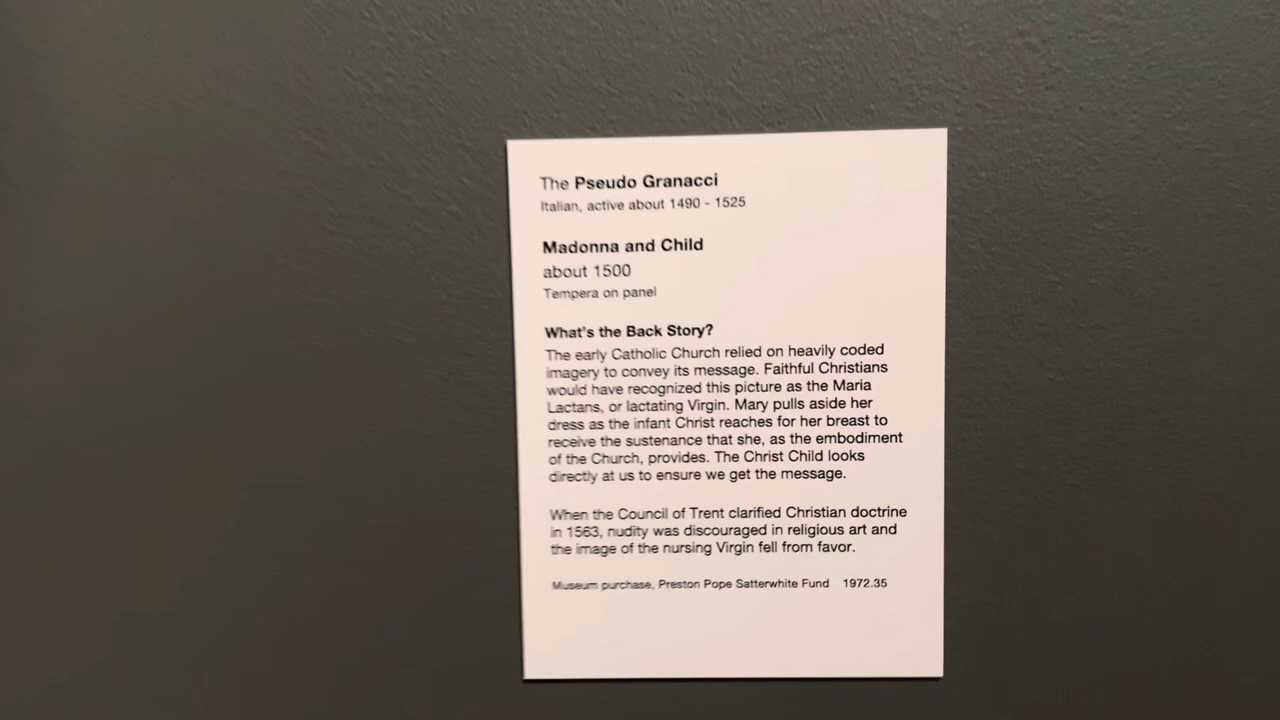 The Pseudo Granacci
Italian, active about 1490 - 1525
Madonna and Child
about 1500
Tempera on panel
What's the Back Story?
The early Catholic Church relied on heavily coded
imagery to convey its message. Faithful Christians
would have recognized this picture as the Maria
Lactans, or lactating Virgin. Mary pulls aside her
dress as the infant Christ reaches for her breast to
receive the sustenance that she, as the embodiment
of the Church, provides. The Christ Child looks
directly at us to ensure we get the message.
When the Council of Trent clarified Christian doctrine
in 1563, nudity was discouraged in religious art and
the image of the nursing Virgin fell from favor.
Museum purchase, Preston Pope Satterwhite Fund 1972.35